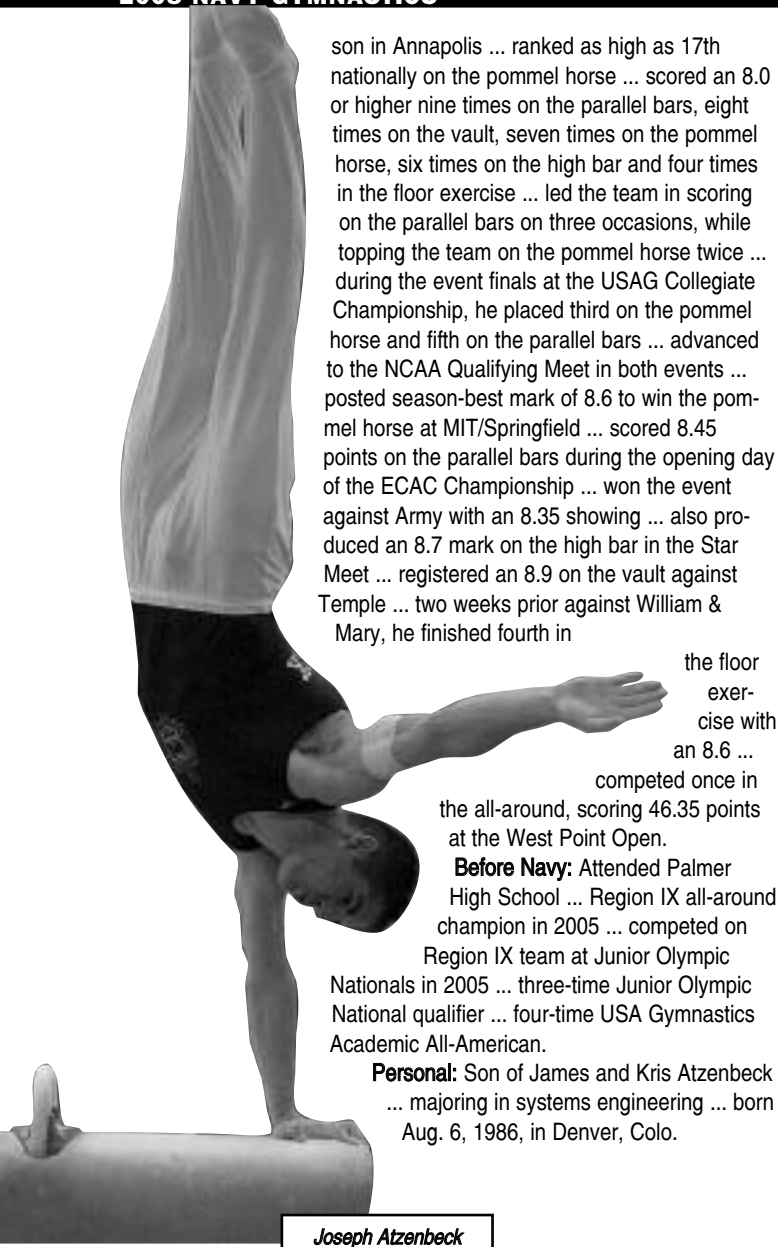 2008 NAVY GYMNASTICS
son in Annapolis ... ranked as high as 17th
nationally on the pommel horse ... scored an 8.0
or higher nine times on the parallel bars, eight
times on the vault, seven times on the pommel
horse, six times on the high bar and four times
in the floor exercise ... led the team in scoring
on the parallel bars on three occasions, while
topping the team on the pommel horse twice ...
during the event finals at the USAG Collegiate
Championship, he placed third on the pommel
horse and fifth on the parallel bars ... advanced
to the NCAA Qualifying Meet in both events ...
posted season-best mark of 8.6 to win the pom-
mel horse at MIT/Springfield ... scored 8.45
points on the parallel bars during the opening day
of the ECAC Championship ... won the event
against Army with an 8.35 showing ... also pro-
duced an 8.7 mark on the high bar in the Star
Meet ... registered an 8.9 on the vault against
Temple ... two weeks prior against William &
Mary, he finished fourth in
the floor
exer-
cise with
an 8.6 ...
competed once in
the all-around, scoring 46.35 points
at the West Point Open.
Before Navy: Attended Palmer
High School ... Region IX all-around
champion in 2005 ... competed on
Region IX team at Junior Olympic
Nationals in 2005 ... three-time Junior Olympic
National qualifier ... four-time USA Gymnastics
Academic All-American.
Personal: Son of James and Kris Atzenbeck
... majoring in systems engineering ... born
Aug. 6, 1986, in Denver, Colo.
Joseph Atzenbeck